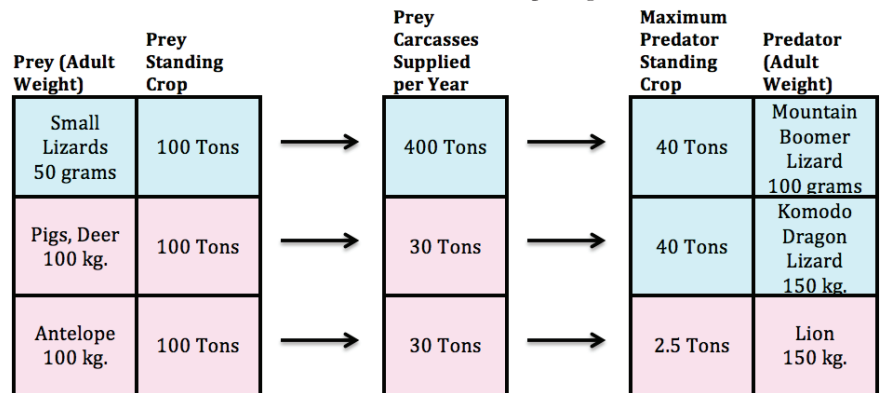 Prey (Adult
Weight)
Prey
Standing
Crop
Prey
Carcasses
Supplied
per Year
Maximum
Predator
Standing
Crop
Predator
(Adult
Weight)
Small
Lizards
50 grams
100 Tons
400 Tons
40 Tons
Mountain
Boomer
Lizard
100 grams
Pigs, Deer
100 kg.
100 Tons
30 Tons
40 Tons
Komodo
Dragon
Lizard
150 kg.
Antelope
100 kg.
100 Tons
30 Tons
2.5 Tons
Lion
150 kg.